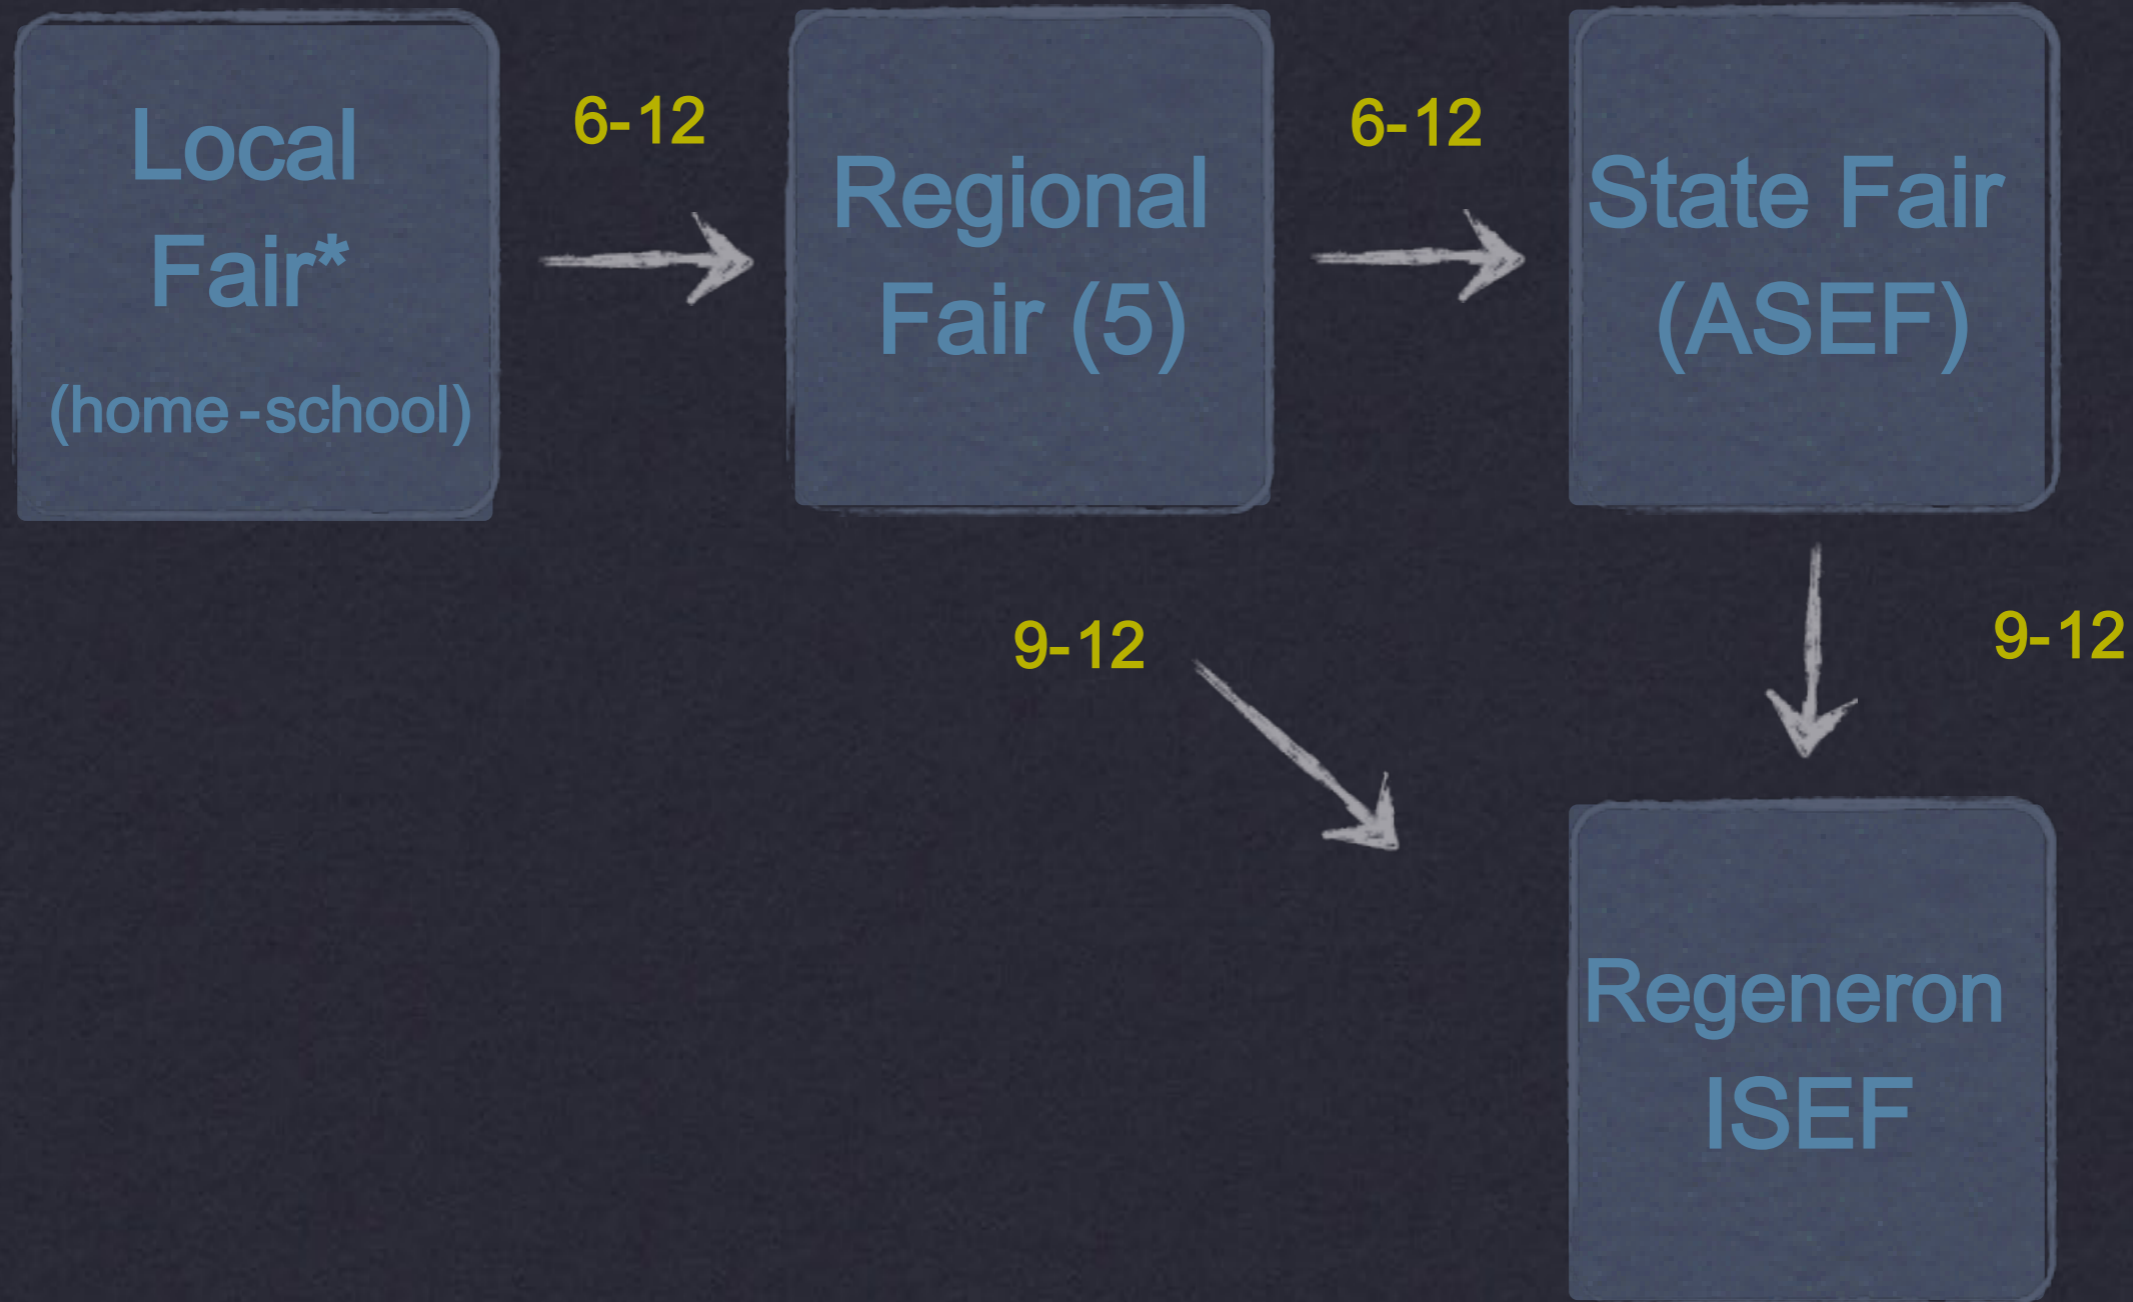 Local
Fair*
(home-school)
6-12
Regional
Fair (5)
6-12
State Fair
(ASEF)
9-12
9-12
Regeneron
ISEF